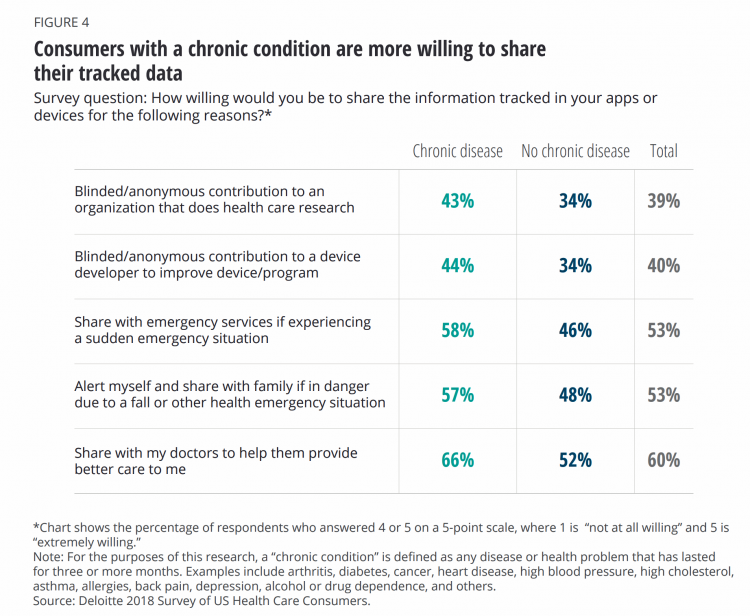 FIGURE 4
Consumers with a chronic condition are more willing to share
their tracked data
Survey question: How willing would you be to share the information tracked in your apps or
devices for the following reasons?*
Chronic disease No chronic disease Total
Blinded/anonymous contribution to an
organization that does health care research
43% 34% 39%
Blinded/anonymous contribution to a device
developer to improve device/program
44% 34% 40%
Share with emergency services if experiencing
a sudden emergency situation
58% 46% 53%
Alert myself and share with family if in danger
due to a fall or other health emergency situation
57% 48% 53%
Share with my doctors to help them provide
better care to me
66% 52% 60%
*Chart shows the percentage of respondents who answered 4 or 5 on a 5-point scale, where 1 is “not at all willing” and 5 is
“extremely willing.”
Note: For the purposes of this research, a “chronic condition” is defined as any disease or health problem that has lasted
for three or more months. Examples include arthritis, diabetes, cancer, heart disease, high blood pressure, high cholesterol,
asthma, allergies, back pain, depression, alcohol or drug dependence, and others.
Source: Deloitte 2018 Survey of US Health Care Consumers.